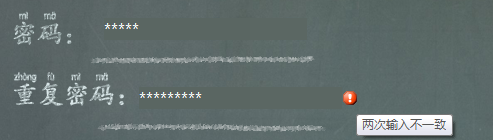 mì mǎ
密码： *****
zhòng fù mì mǎ
重复密码： *********
两次输入不一致